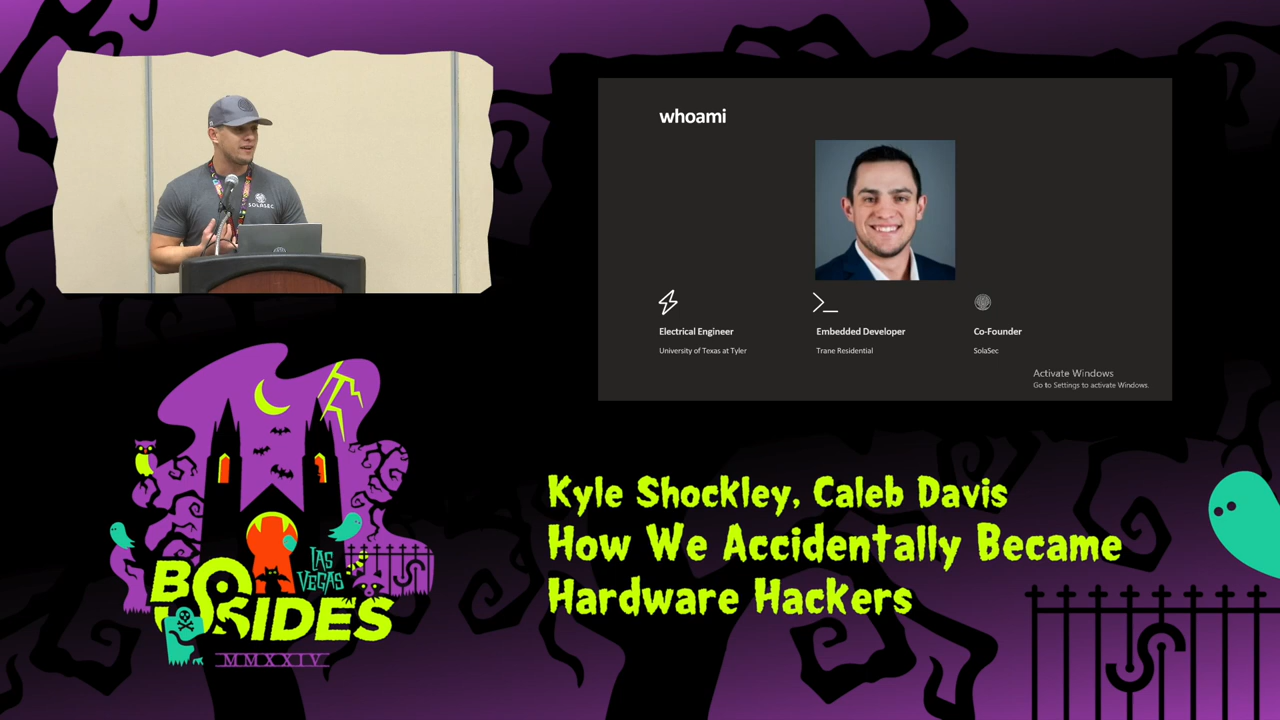 SOLASEC
whoami
Electrical Engineer
University of Texas at Tyler
Embedded Developer
Trane Residential
Co-Founder
SolaSec
Activate Windows
Go to Settings to activate Windows.
LAS
VEGAS
BSIDES
MMXXIV
Kyle Shockley, Caleb Davis
How We Accidentally Became
Hardware Hackers